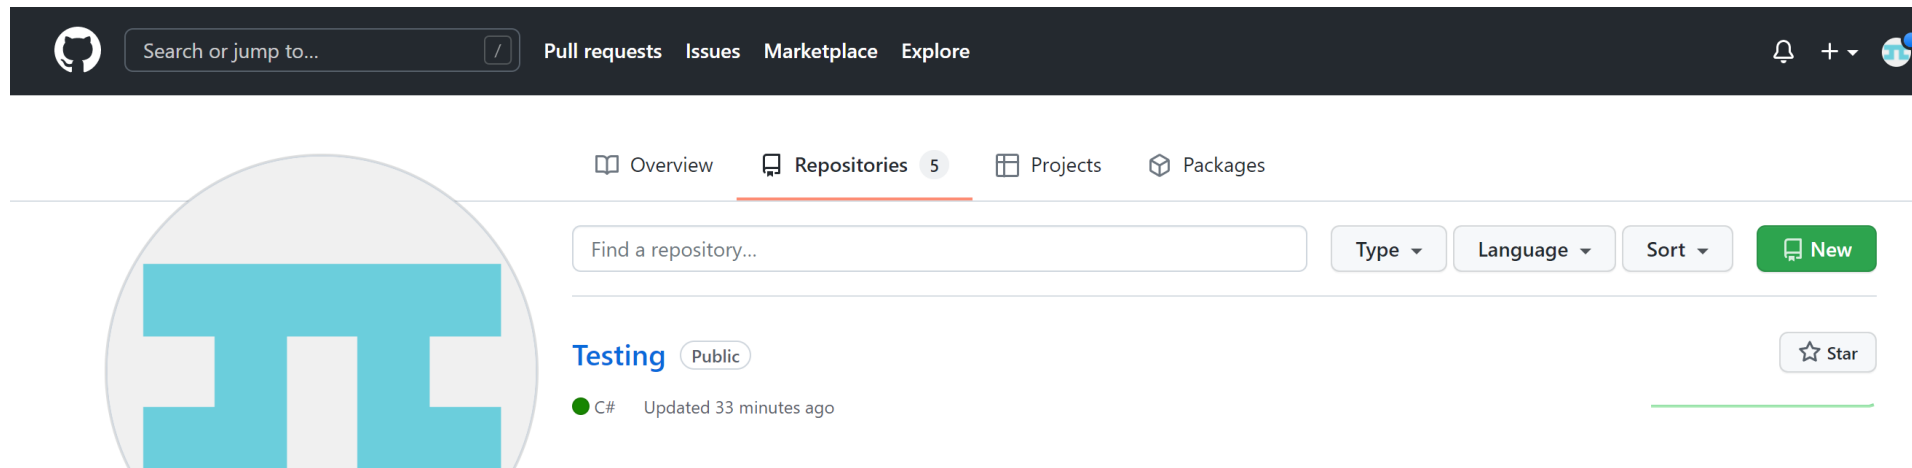 Search or jump to... / Pull requests Issues Marketplace Explore
Overview Repositories 5 Projects Packages
Find a repository... Type Language Sort New
Testing Public Star
C# Updated 33 minutes ago